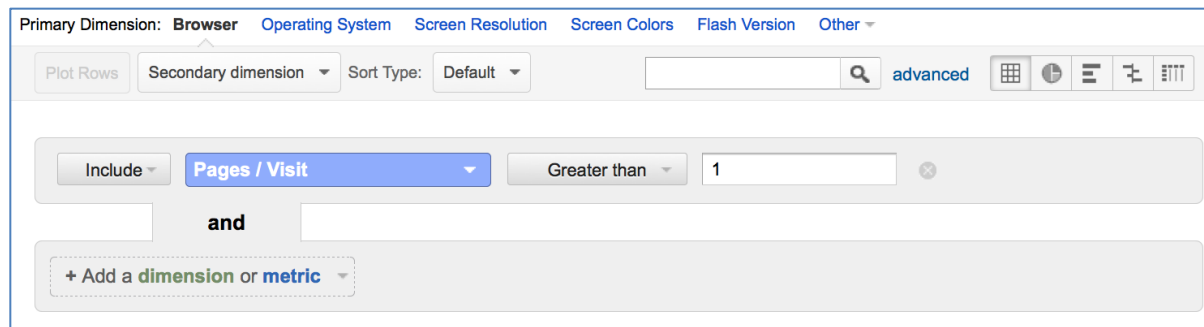 Primary Dimension: Browser Operating System Screen Resolution Screen Colors Flash Version Other
Plot Rows Secondary dimension Sort Type: Default advanced
Include Pages / Visit Greater than 1
and
+ Add a dimension or metric